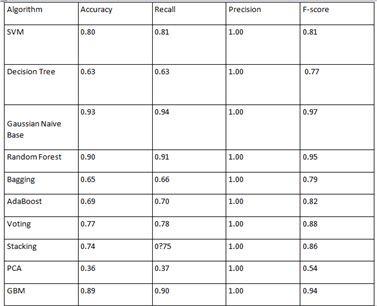 Algorithm Accuracy Recall Precision F-score
SVM 0.80 0.81 1.00 0.81
Decision Tree 0.63 0.63 1.00 0.77
Gaussian Naive Base 0.93 0.94 1.00 0.97
Random Forest 0.90 0.91 1.00 0.95
Bagging 0.65 0.66 1.00 0.79
AdaBoost 0.69 0.70 1.00 0.82
Voting 0.77 0.78 1.00 0.88
Stacking 0.74 0?75 1.00 0.86
PCA 0.36 0.37 1.00 0.54
GBM 0.89 0.90 1.00 0.94